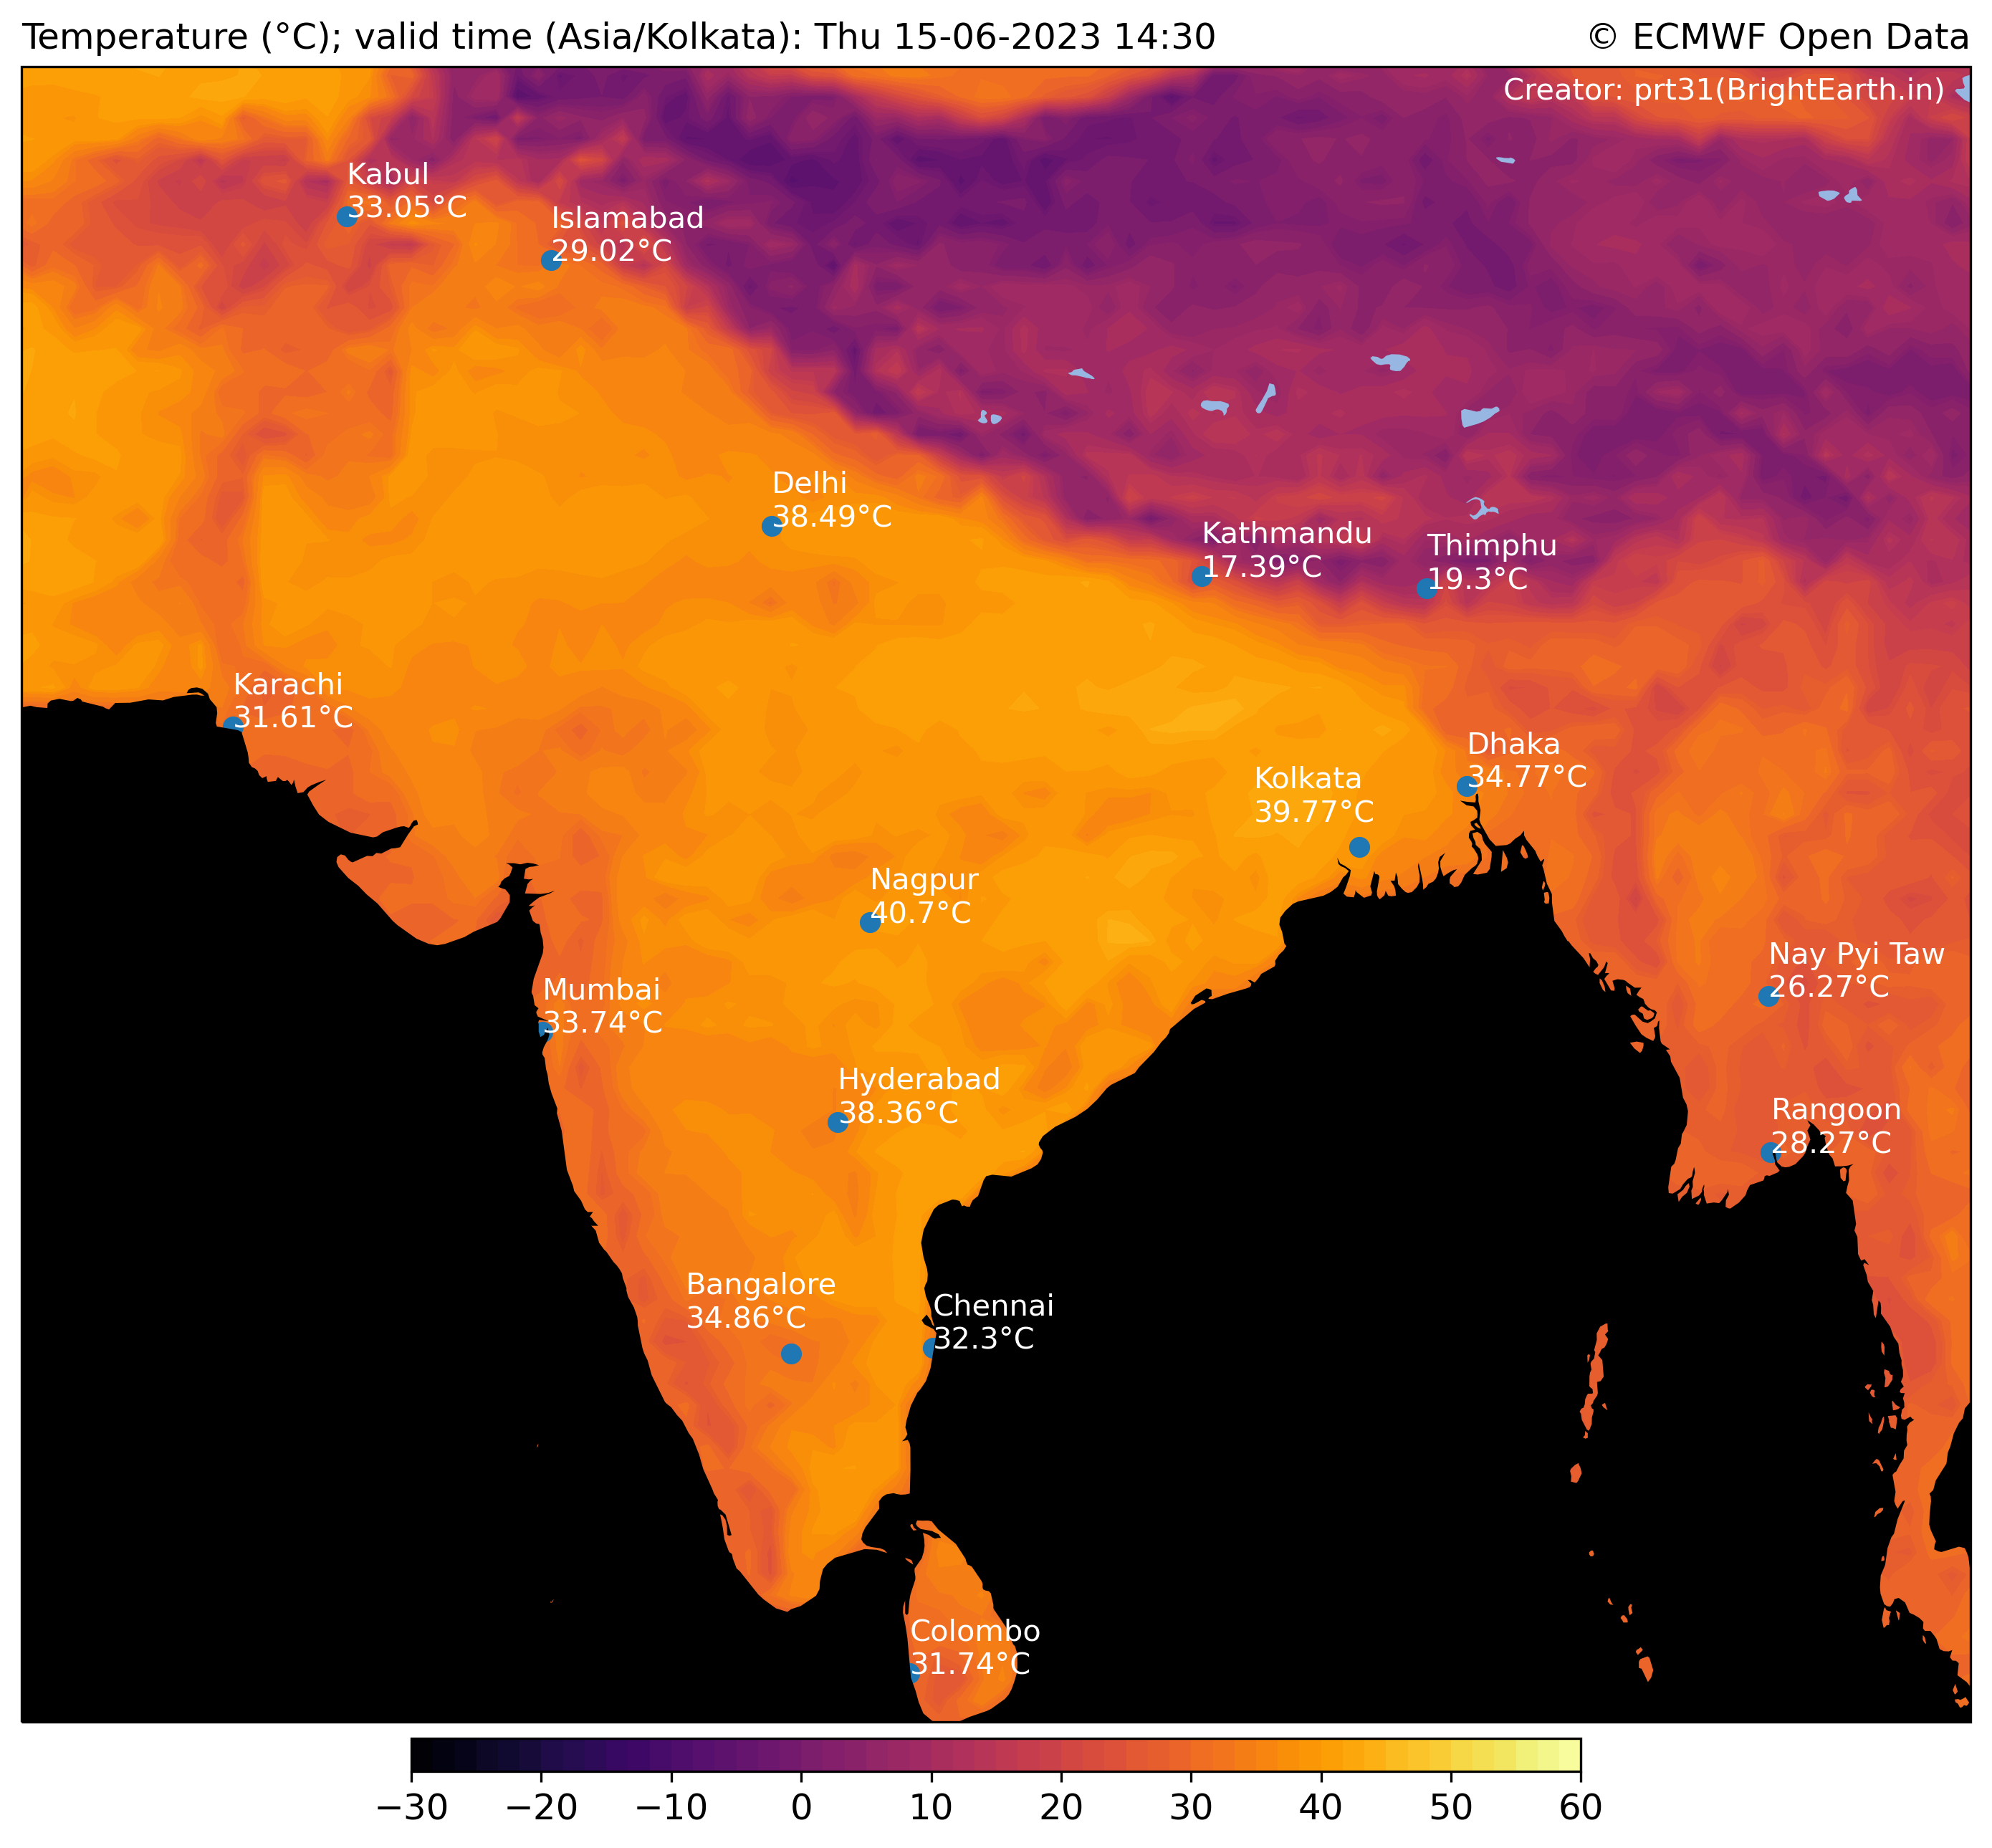 Temperature (°C); valid time (Asia/Kolkata): Thu 15-06-2023 14:30
© ECMWF Open Data
Creator: prt31(BrightEarth.in)
Kabul
33.05°C
Islamabad
29.02°C
Delhi
38.49°C
Kathmandu
17.39°C
Thimphu
19.3°C
Karachi
31.61°C
Dhaka
34.77°C
Kolkata
39.77°C
Nagpur
40.7°C
Nay Pyi Taw
26.27°C
Mumbai
33.74°C
Hyderabad
38.36°C
Rangoon
28.27°C
Bangalore
34.86°C
Chennai
32.3°C
Colombo
31.74°C
−30 −20 −10 0 10 20 30 40 50 60